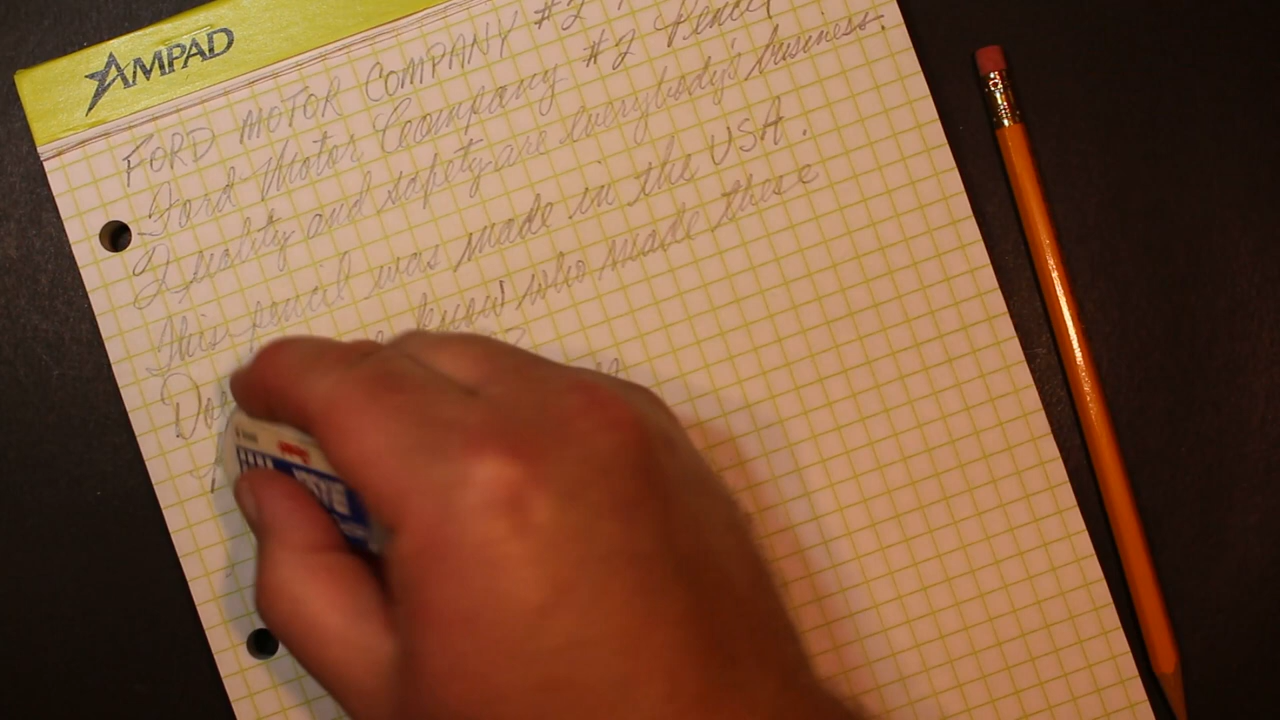 AMPAD
FORD MOTOR COMPANY #2
Ford Motor Company #2 Pencil
Quality and safety are everybody's business.
This pencil was made in the USA.
know who made these